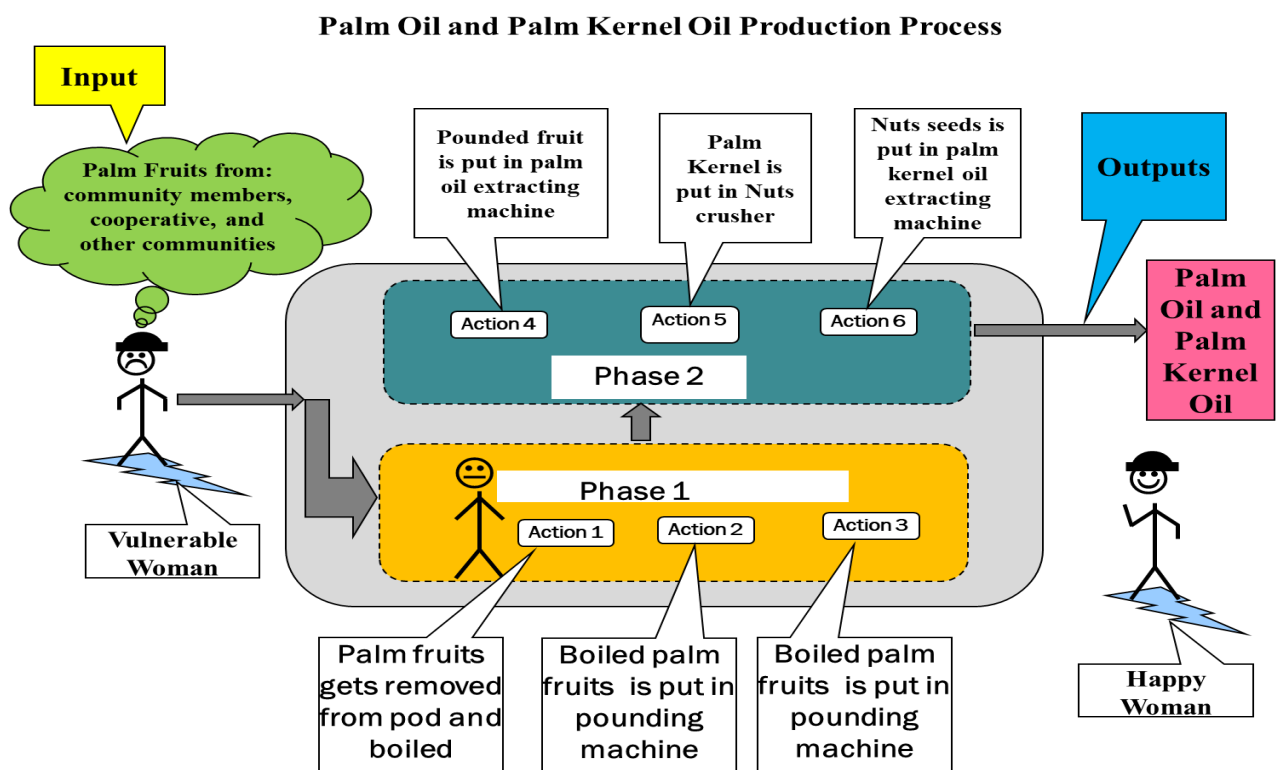 Palm Oil and Palm Kernel Oil Production Process
Input
Palm Fruits from:
community members,
cooperative, and
other communities
Vulnerable
Woman
Pounded fruit
is put in palm
oil extracting
machine
Palm
Kernel is
put in Nuts
crusher
Nuts seeds is
put in palm
kernel oil
extracting
machine
Outputs
Action 4
Action 5
Action 6
Phase 2
Palm
Oil and
Palm
Kernel
Oil
Phase 1
Action 1
Action 2
Action 3
Palm fruits
gets removed
from pod and
boiled
Boiled palm
fruits is put in
pounding
machine
Boiled palm
fruits is put in
pounding
machine
Happy
Woman